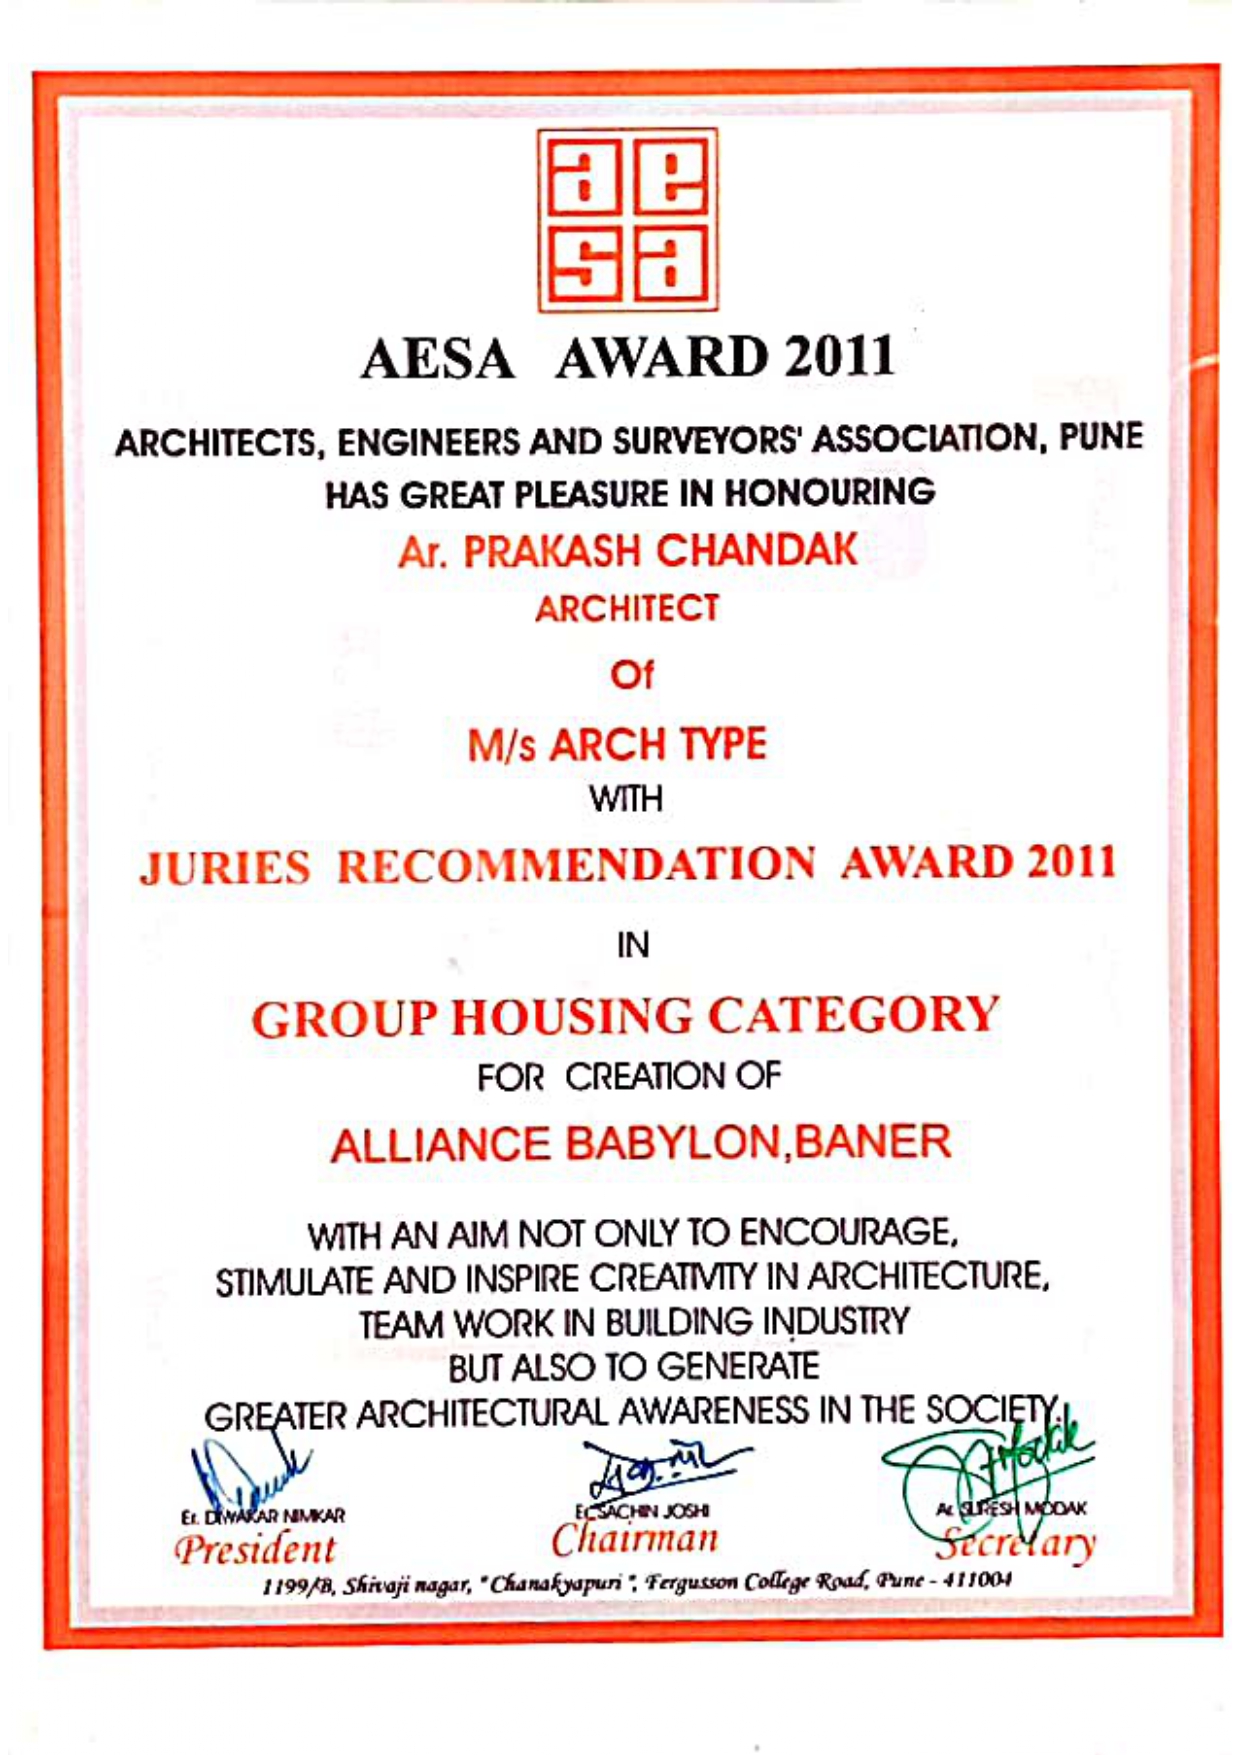 ae
sa
AESA AWARD 2011
ARCHITECTS, ENGINEERS AND SURVEYORS' ASSOCIATION, PUNE
HAS GREAT PLEASURE IN HONOURING
Ar. PRAKASH CHANDAK
ARCHITECT
Of
M/s ARCH TYPE
WITH
JURIES RECOMMENDATION AWARD 2011
IN
GROUP HOUSING CATEGORY
FOR CREATION OF
ALLIANCE BABYLON,BANER
WITH AN AIM NOT ONLY TO ENCOURAGE,
STIMULATE AND INSPIRE CREATIVITY IN ARCHITECTURE,
TEAM WORK IN BUILDING INDUSTRY
BUT ALSO TO GENERATE
GREATER ARCHITECTURAL AWARENESS IN THE SOCIETY.
Er. DIWAKAR NIMKAR Er. SACHIN JOSHI Ar. SURESH MODAK
President Chairman Secretary
1199/B, Shivaji nagar, "Chanakyapuri", Fergusson College Road, Pune - 411004